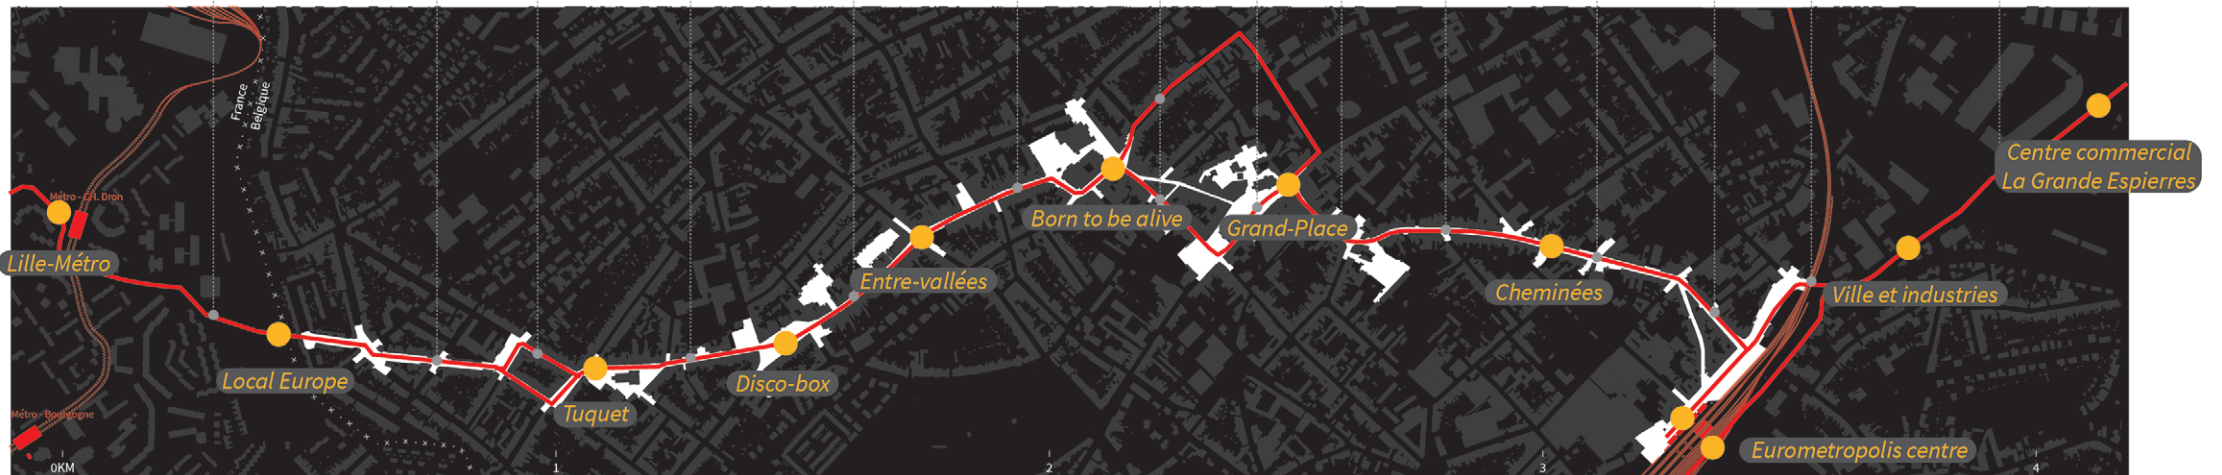 France
Belgique
Métro - CH. Dron
Lille-Métro
Local Europe
Métro - Bourgogne
Tuquet
Disco-box
Entre-vallées
Born to be alive
Grand-Place
Cheminées
Ville et industries
Centre commercial
La Grande Espierres
Eurometropolis centre
0KM
1
2
3
4